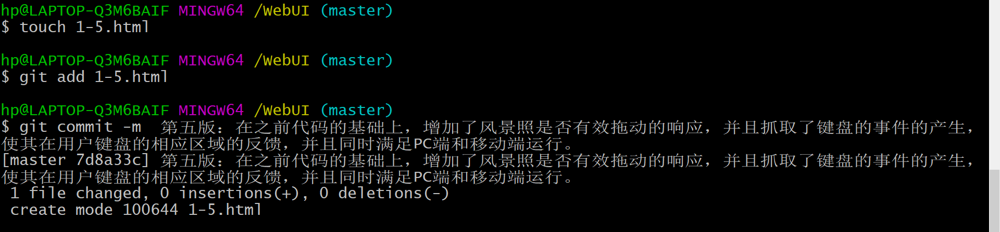 hp@LAPTOP-Q3M6BAIF MINGW64 /WebUI (master)
$ touch 1-5.html
hp@LAPTOP-Q3M6BAIF MINGW64 /WebUI (master)
$ git add 1-5.html
hp@LAPTOP-Q3M6BAIF MINGW64 /WebUI (master)
$ git commit -m  第五版：在之前代码的基础上，增加了风景照是否有效拖动的响应，并且抓取了键盘的事件的产生，
使其在用户键盘的相应区域的反馈，并且同时满足PC端和移动端运行。
[master 7d8a33c] 第五版：在之前代码的基础上，增加了风景照是否有效拖动的响应，并且抓取了键盘的事件的产生，
使其在用户键盘的相应区域的反馈，并且同时满足PC端和移动端运行。
 1 file changed, 0 insertions(+), 0 deletions(-)
 create mode 100644 1-5.html